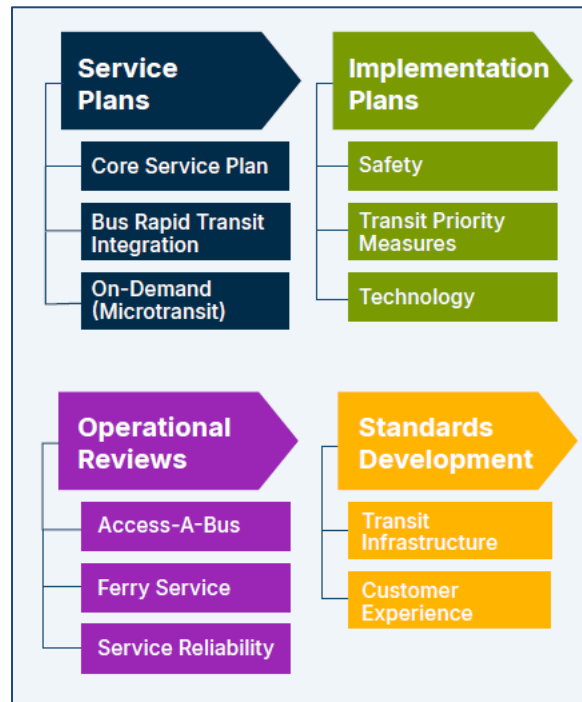 Service
Plans
Core Service Plan
Bus Rapid Transit
Integration
On-Demand
(Microtransit)
Implementation
Plans
Safety
Transit Priority
Measures
Technology
Operational
Reviews
Access-A-Bus
Ferry Service
Service Reliability
Standards
Development
Transit
Infrastructure
Customer
Experience